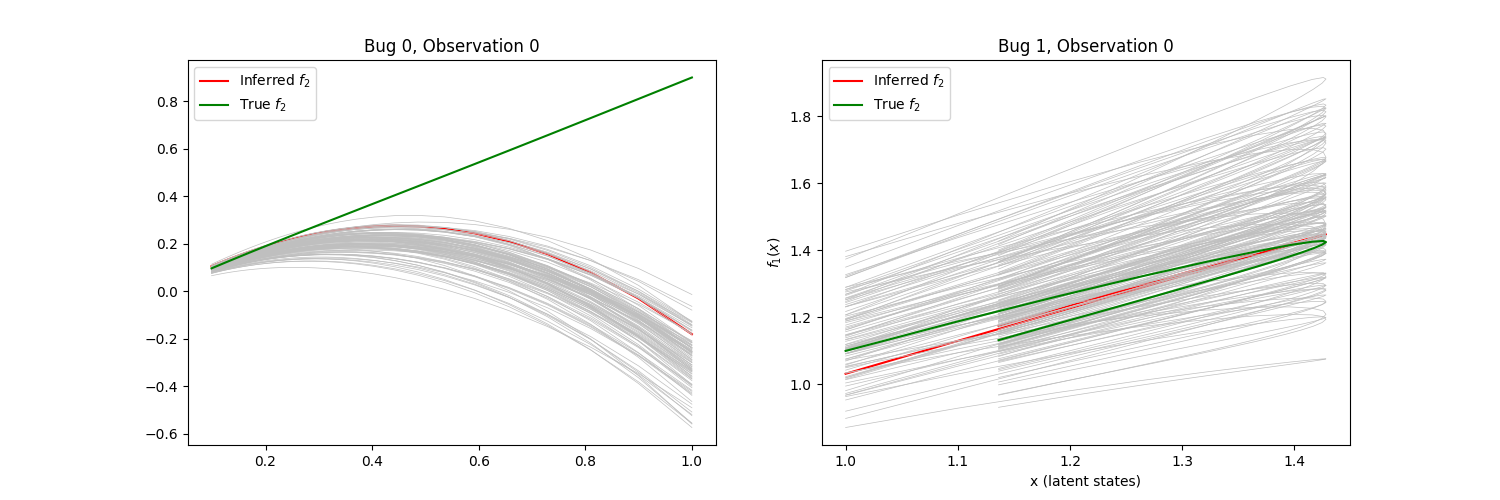 Bug 0, Observation 0
Inferred f₂
True f₂
0.8
0.6
0.4
0.2
0.0
−0.2
−0.4
−0.6
0.2 0.4 0.6 0.8 1.0
Bug 1, Observation 0
Inferred f₂
True f₂
f₁(x)
1.8
1.6
1.4
1.2
1.0
1.0 1.1 1.2 1.3 1.4
x (latent states)